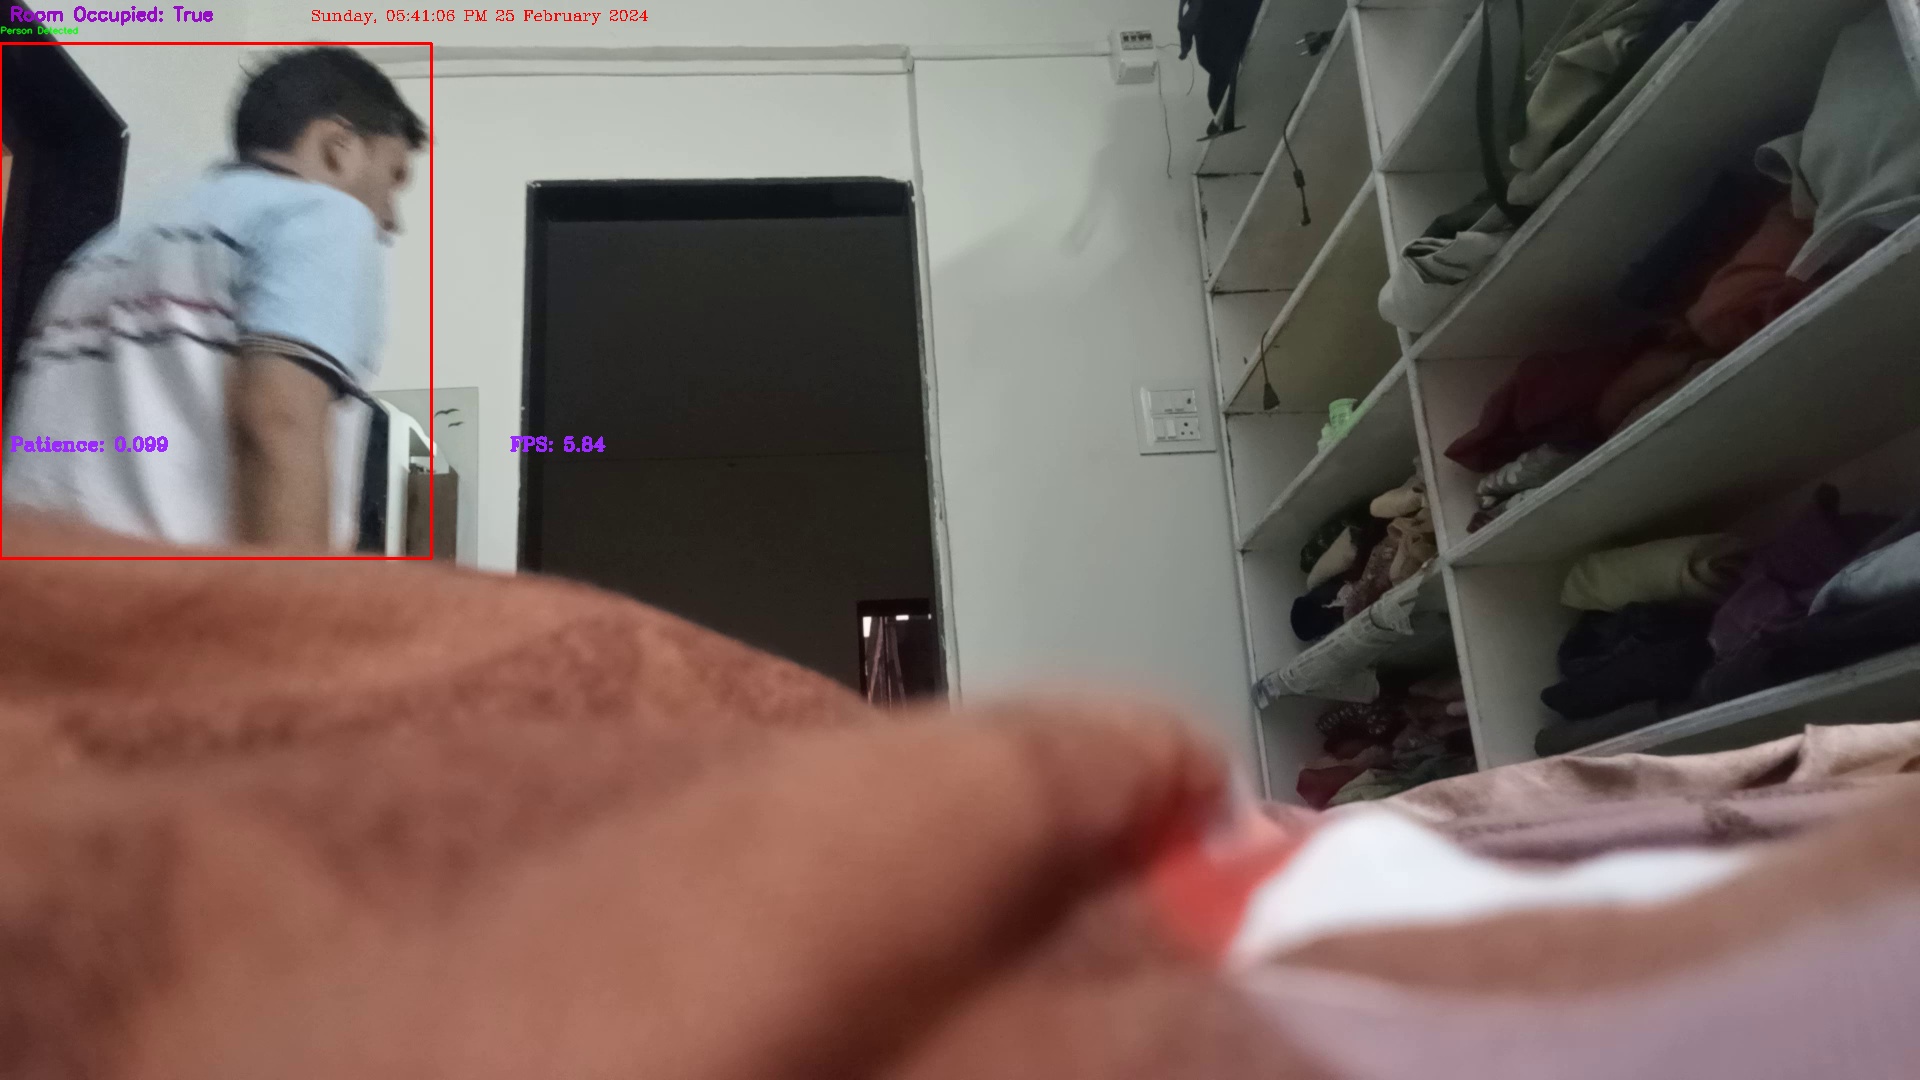 Room Occupied: True
Sunday, 05:41:06 PM 25 February 2024
Person Detected
Patience: 0.099
FPS: 5.84